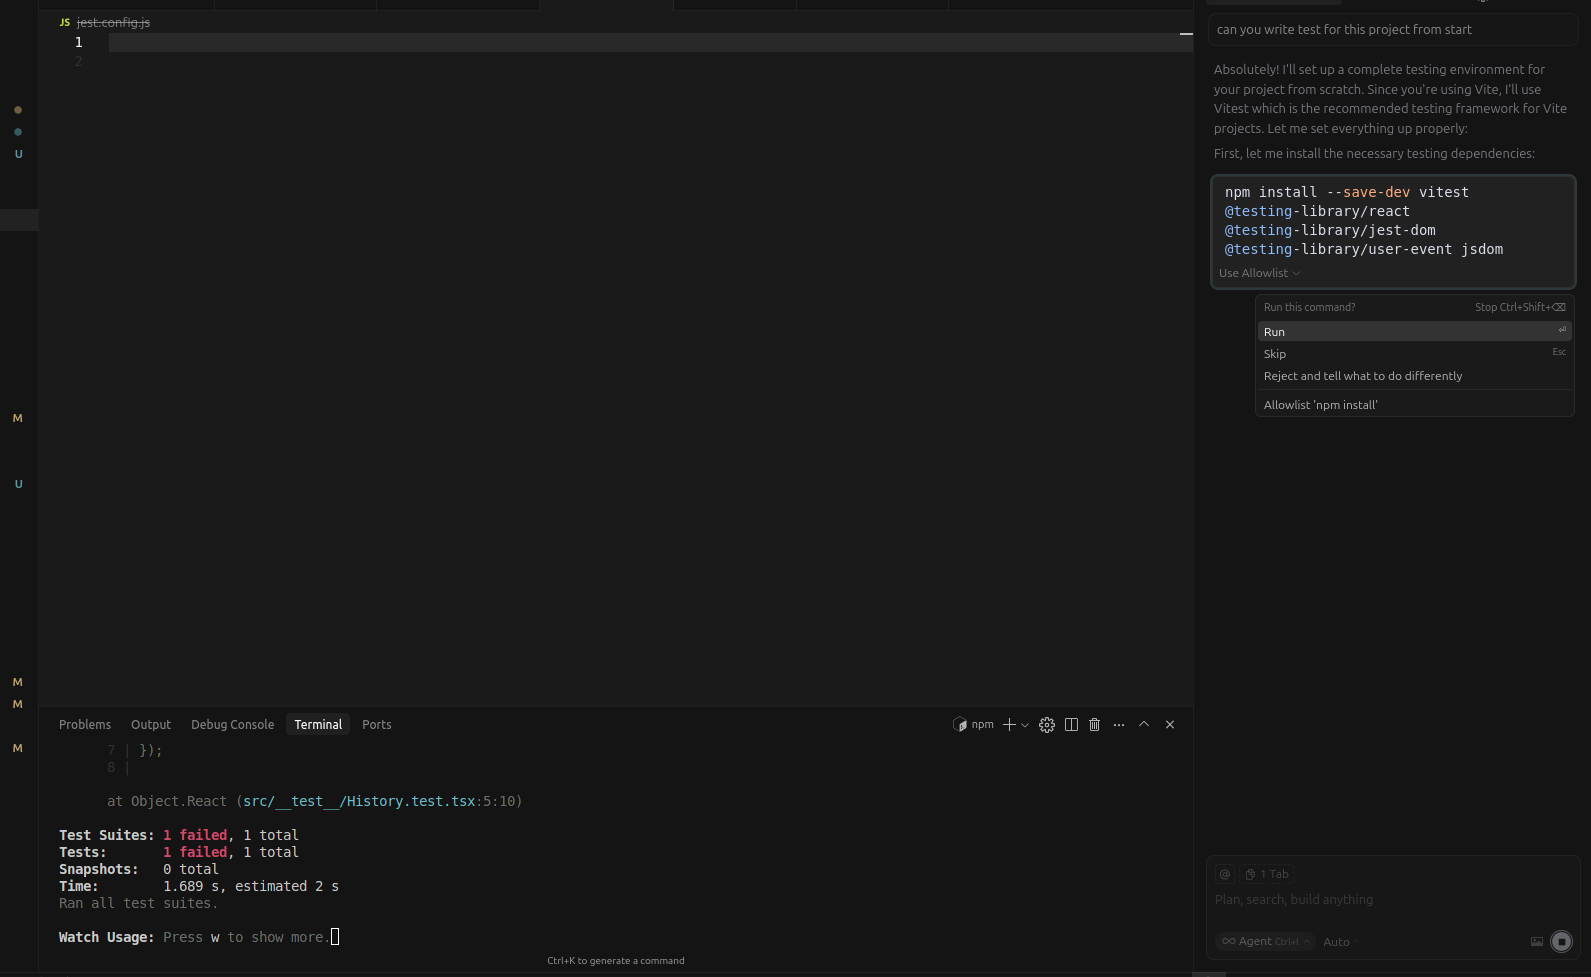 JS jest.config.js
1
2
U
M
U
M
M
M
Problems Output Debug Console Terminal Ports
npm
7 | });
8 |
at Object.React (src/__test__/History.test.tsx:5:10)
Test Suites: 1 failed, 1 total
Tests: 1 failed, 1 total
Snapshots: 0 total
Time: 1.689 s, estimated 2 s
Ran all test suites.
Watch Usage: Press w to show more.
Ctrl+K to generate a command
can you write test for this project from start
Absolutely! I'll set up a complete testing environment for
your project from scratch. Since you're using Vite, I'll use
Vitest which is the recommended testing framework for Vite
projects. Let me set everything up properly:
First, let me install the necessary testing dependencies:
npm install --save-dev vitest
@testing-library/react
@testing-library/jest-dom
@testing-library/user-event jsdom
Use Allowlist
Run this command? Stop Ctrl+Shift+⌫
Run ⏎
Skip Esc
Reject and tell what to do differently
Allowlist 'npm install'
@ 1 Tab
Plan, search, build anything
∞ Agent Ctrl+I Auto